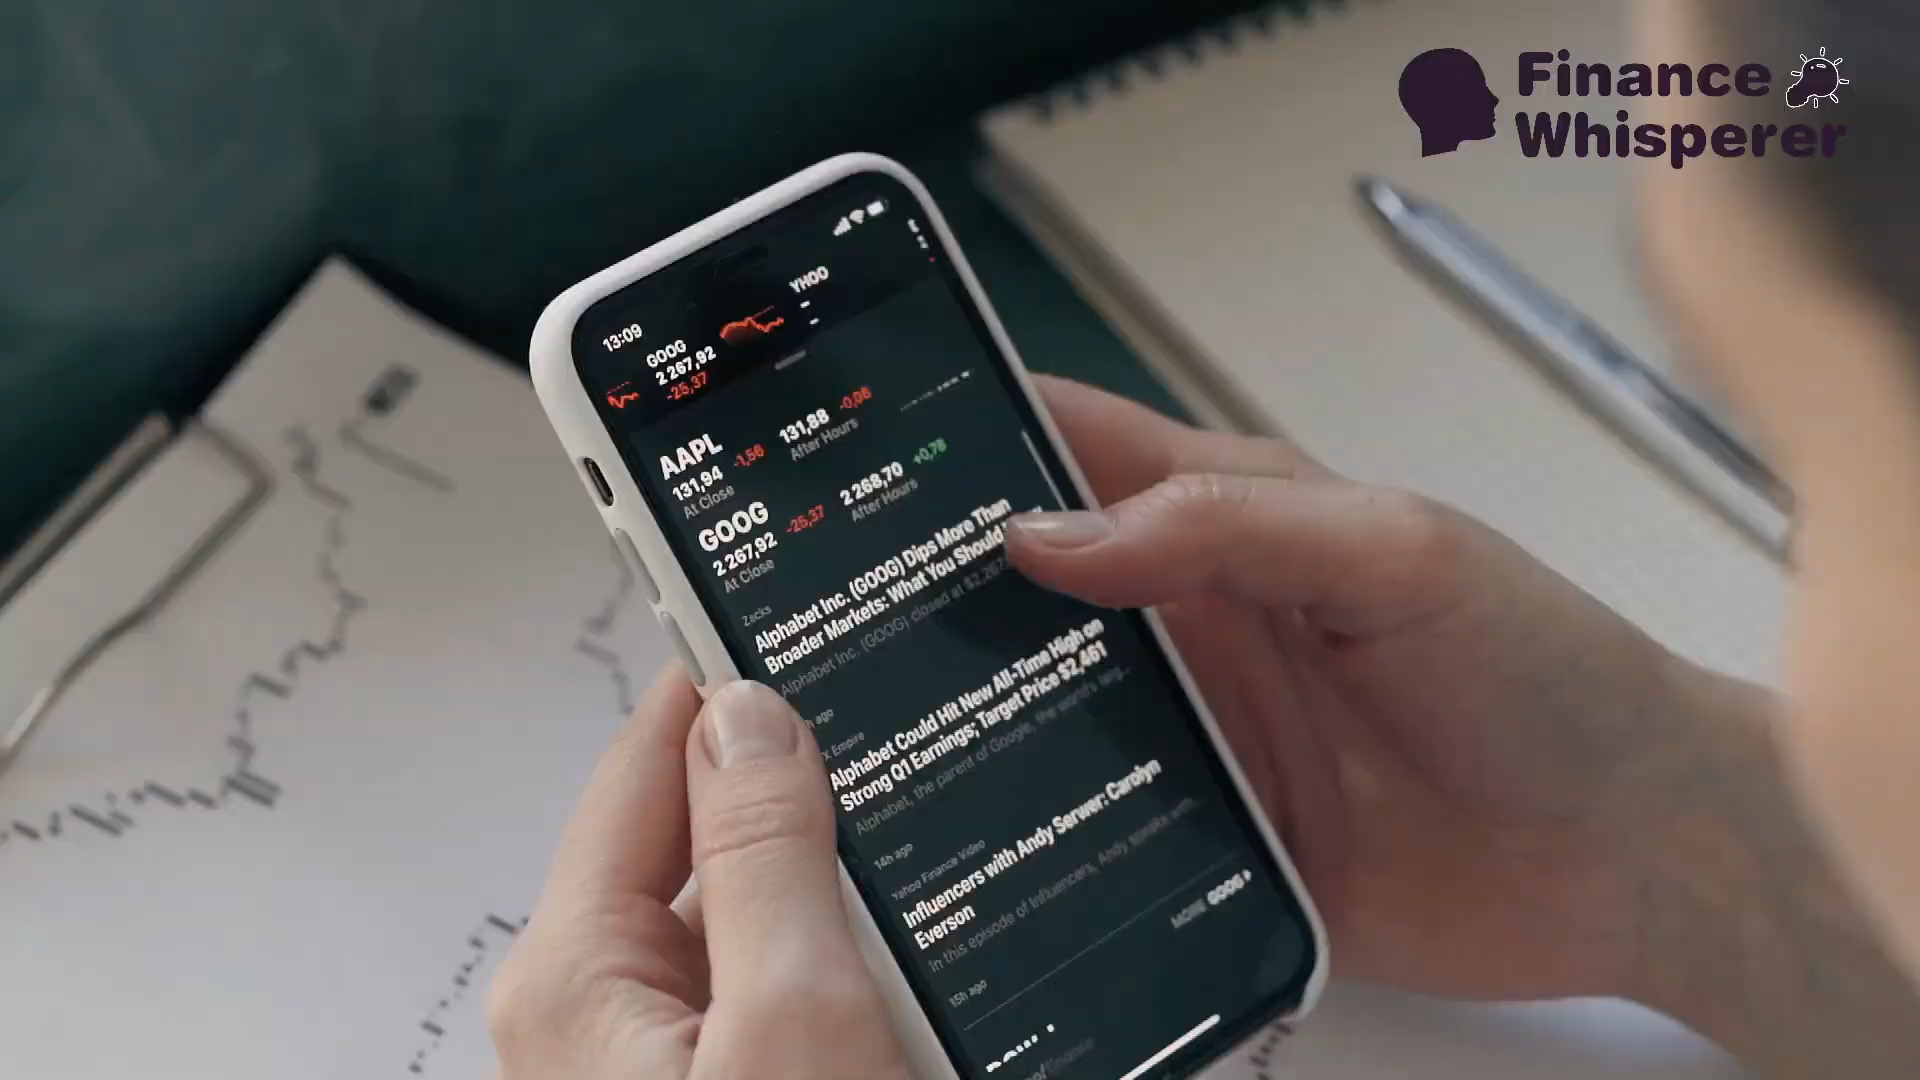 Finance
Whisperer
13:09
GOOG
2 267,92
-25,37
YHOO
AAPL
131,94 -1,56
At Close
131,88 -0,06
After Hours
GOOG
2 267,92 -25,37
At Close
2 268,70 +0,78
After Hours
Zacks
Alphabet Inc. (GOOG) Dips More Than
Broader Markets: What You Should
Alphabet Inc. (GOOG) closed at
h ago
X Empire
Alphabet Could Hit New All-Time High on
Strong Q1 Earnings; Target Price $2,461
Alphabet, the parent of Google, the world's larg...
14h ago
Yahoo Finance Video
Influencers with Andy Serwer: Carolyn
Everson
In this episode of Influencers, Andy speaks with...
15h ago
MORE GOOG